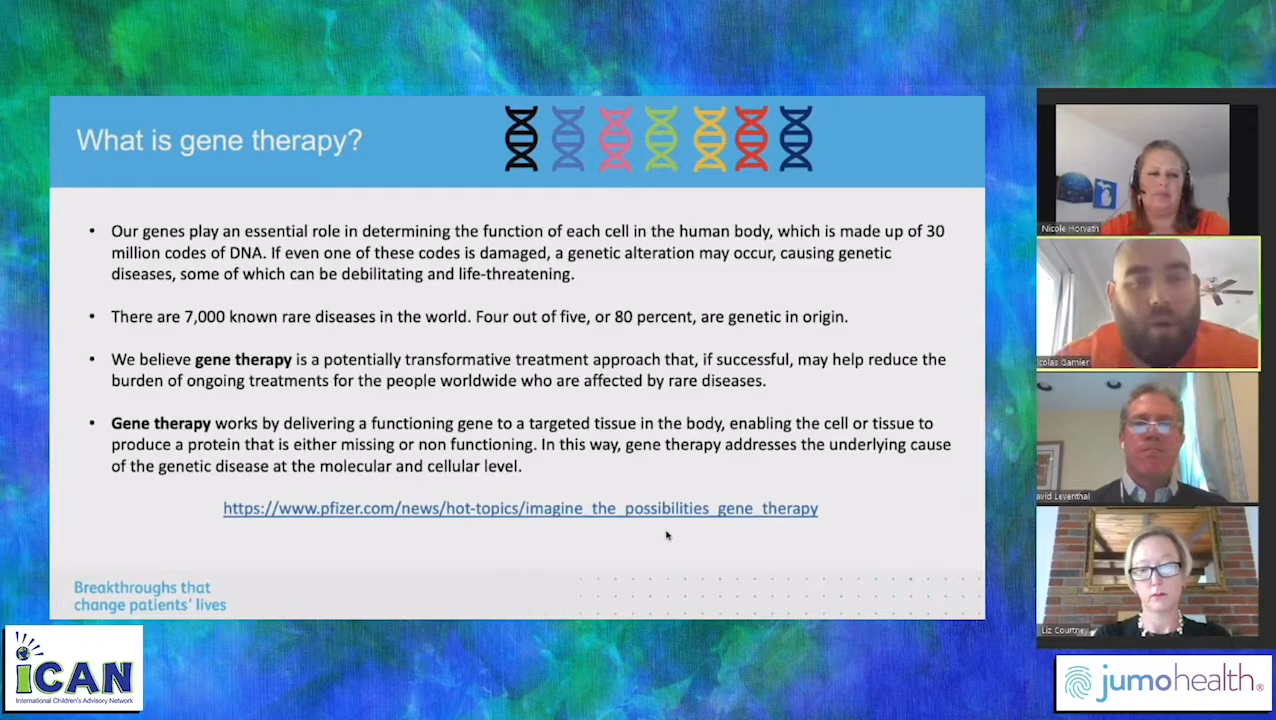 What is gene therapy?
• Our genes play an essential role in determining the function of each cell in the human body, which is made up of 30
million codes of DNA. If even one of these codes is damaged, a genetic alteration may occur, causing genetic
diseases, some of which can be debilitating and life-threatening.
• There are 7,000 known rare diseases in the world. Four out of five, or 80 percent, are genetic in origin.
• We believe gene therapy is a potentially transformative treatment approach that, if successful, may help reduce the
burden of ongoing treatments for the people worldwide who are affected by rare diseases.
• Gene therapy works by delivering a functioning gene to a targeted tissue in the body, enabling the cell or tissue to
produce a protein that is either missing or non functioning. In this way, gene therapy addresses the underlying cause
of the genetic disease at the molecular and cellular level.
https://www.pfizer.com/news/hot-topics/imagine_the_possibilities_gene_therapy
Breakthroughs that
change patients' lives
Nicole Horvath
icolas Garnier
avid Leventhal
Liz Courtney
iCAN
International Children's Advisory Network
jumohealth®